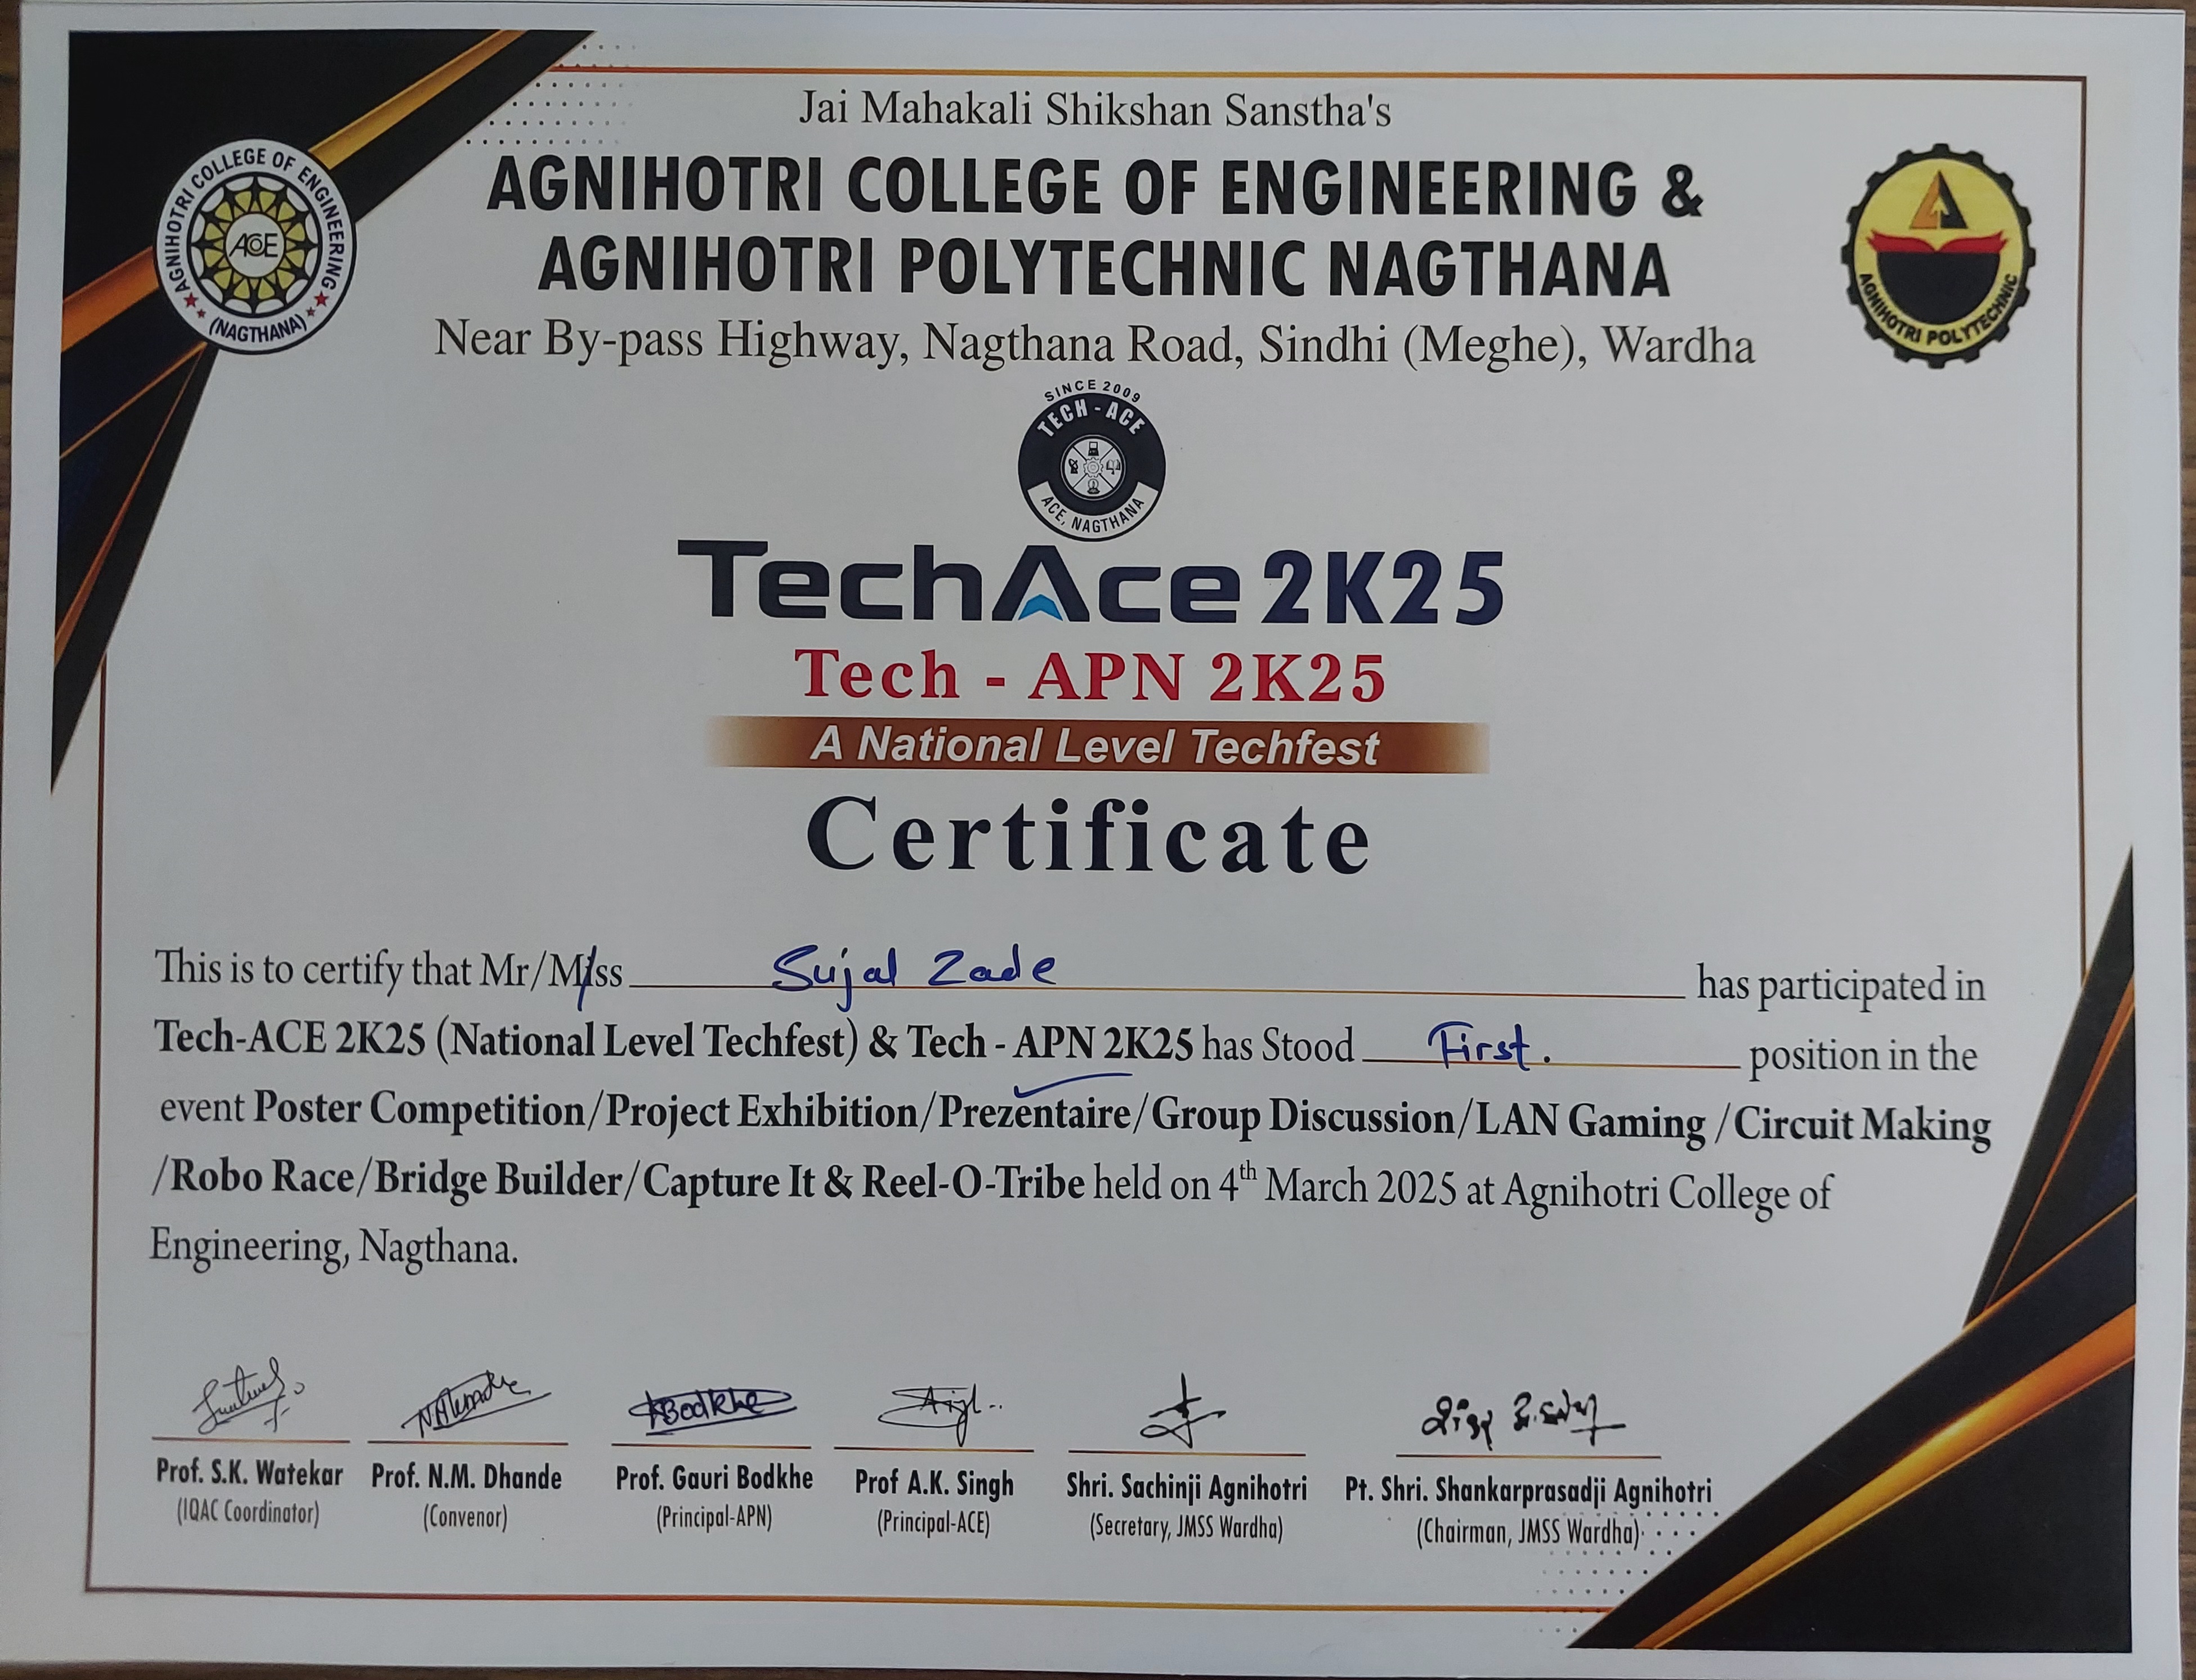 Jai Mahakali Shikshan Sanstha's
AGNIHOTRI COLLEGE OF ENGINEERING &
AGNIHOTRI POLYTECHNIC NAGTHANA
Near By-pass Highway, Nagthana Road, Sindhi (Meghe), Wardha
AGNIHOTRI COLLEGE OF ENGINEERING
ACE
(NAGTHANA)
AGNIHOTRI POLYTECHNIC
SINCE 2009
TECH - ACE
ACE, NAGTHANA
TechAce 2K25
Tech - APN 2K25
A National Level Techfest
Certificate
This is to certify that Mr/Miss Sujal Zade has participated in
Tech-ACE 2K25 (National Level Techfest) & Tech - APN 2K25 has Stood First. position in the
event Poster Competition/Project Exhibition/Prezentaire/Group Discussion/LAN Gaming /Circuit Making
/Robo Race/Bridge Builder/Capture It & Reel-O-Tribe held on 4th March 2025 at Agnihotri College of
Engineering, Nagthana.
Bodkhe
Prof. S.K. Watekar Prof. N.M. Dhande Prof. Gauri Bodkhe Prof A.K. Singh Shri. Sachinji Agnihotri Pt. Shri. Shankarprasadji Agnihotri
(IQAC Coordinator) (Convenor) (Principal-APN) (Principal-ACE) (Secretary, JMSS Wardha) (Chairman, JMSS Wardha)